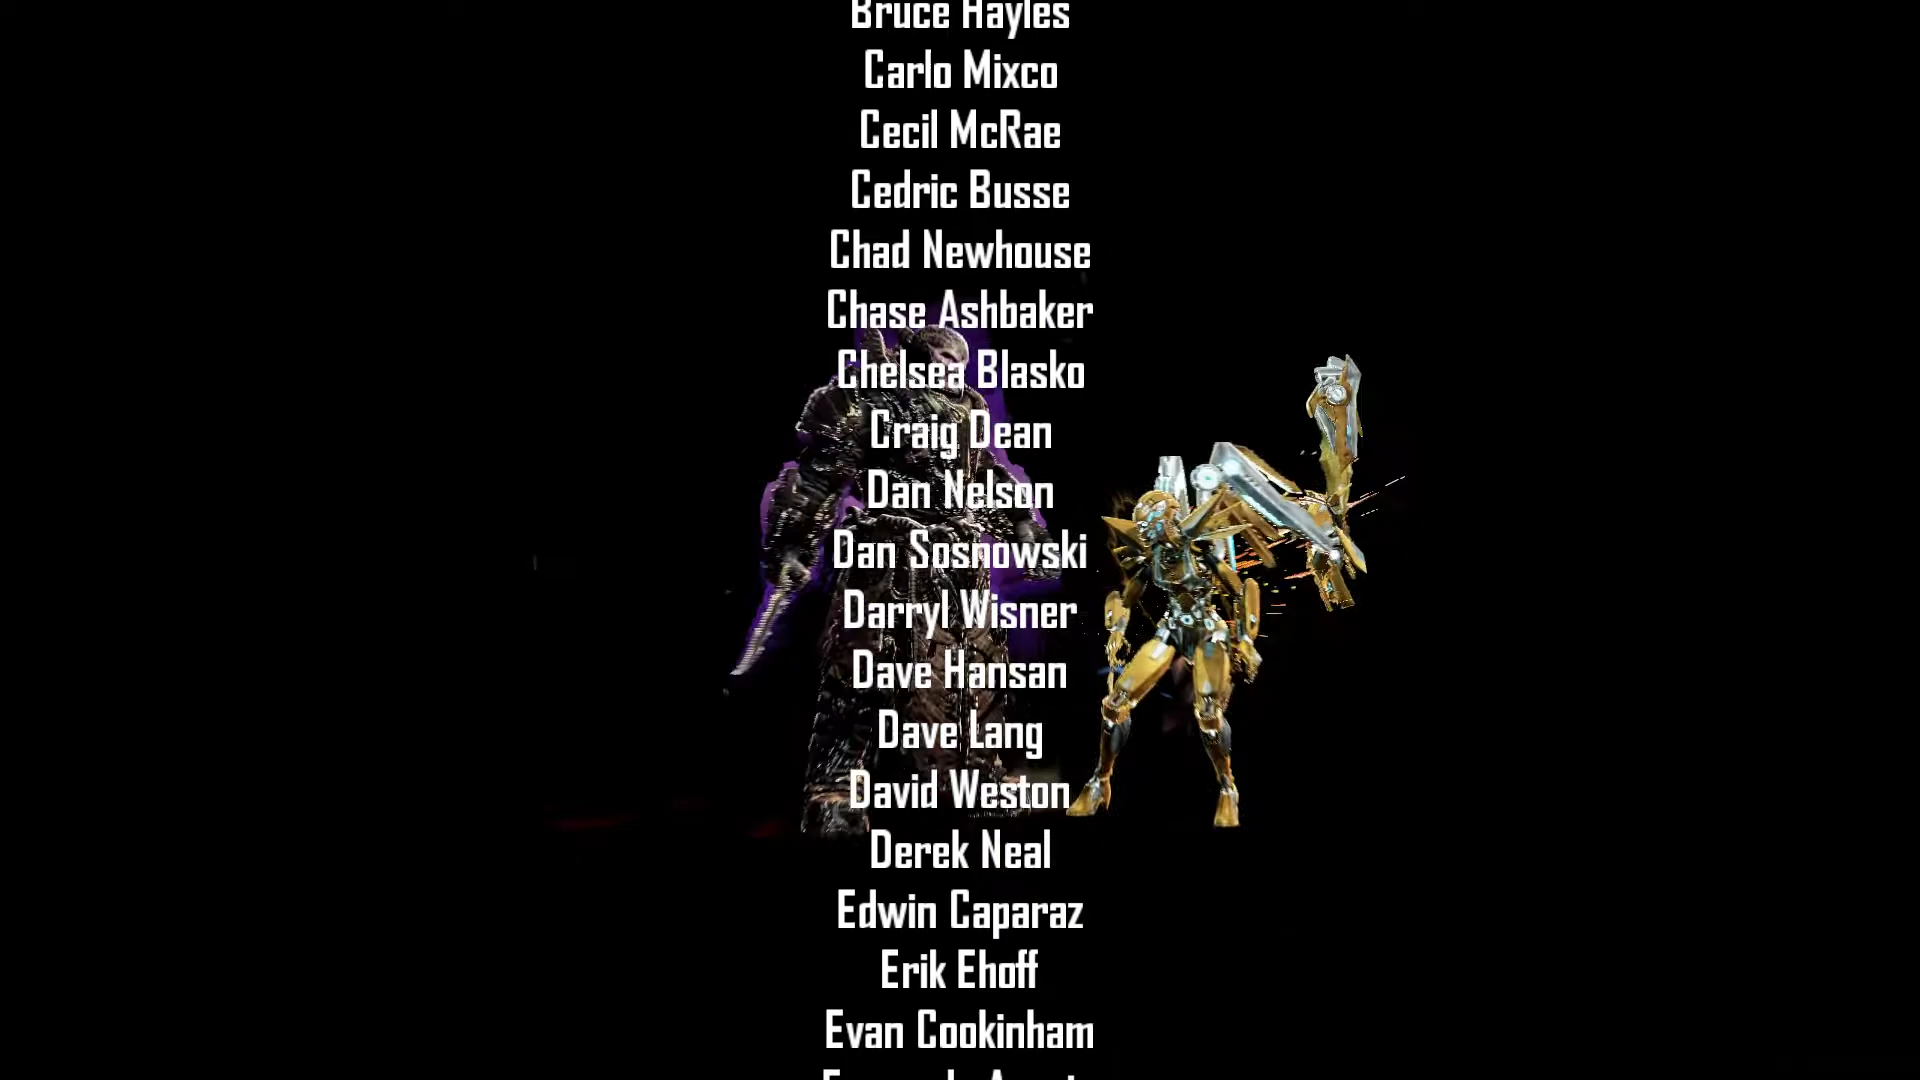 Bruce Hayles
Carlo Mixco
Cecil McRae
Cedric Busse
Chad Newhouse
Chase Ashbaker
Chelsea Blasko
Craig Dean
Dan Nelson
Dan Sosnowski
Darryl Wisner
Dave Hansan
Dave Lang
David Weston
Derek Neal
Edwin Caparaz
Erik Ehoff
Evan Cookinham